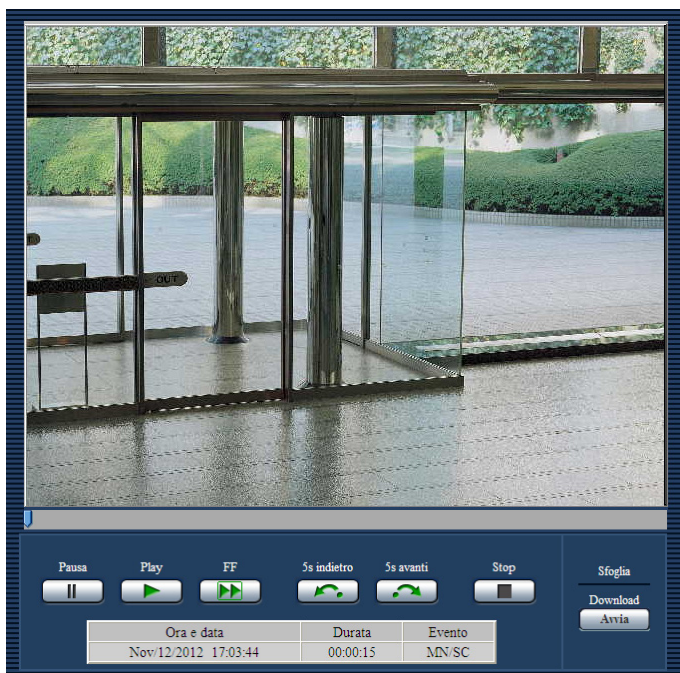 OUT
Pausa Play FF 5s indietro 5s avanti Stop
Sfoglia
Download
Avvia
Ora e data Durata Evento
Nov/12/2012 17:03:44 00:00:15 MN/SC